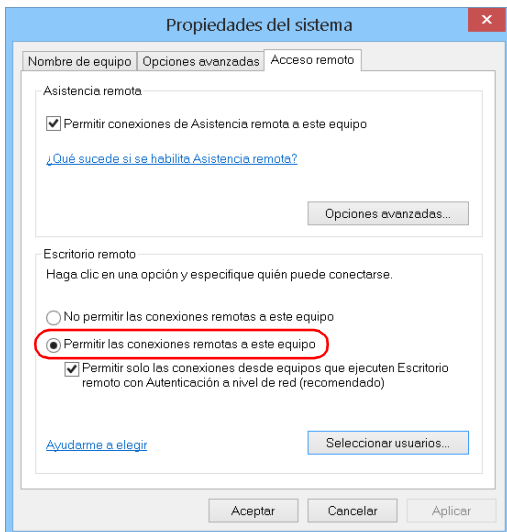 Propiedades del sistema
Nombre de equipo Opciones avanzadas Acceso remoto
Asistencia remota
Permitir conexiones de Asistencia remota a este equipo
¿Qué sucede si se habilita Asistencia remota?
Opciones avanzadas...
Escritorio remoto
Haga clic en una opción y especifique quién puede conectarse.
No permitir las conexiones remotas a este equipo
Permitir las conexiones remotas a este equipo
Permitir solo las conexiones desde equipos que ejecuten Escritorio
remoto con Autenticación a nivel de red (recomendado)
Ayudarme a elegir
Seleccionar usuarios...
Aceptar Cancelar Aplicar